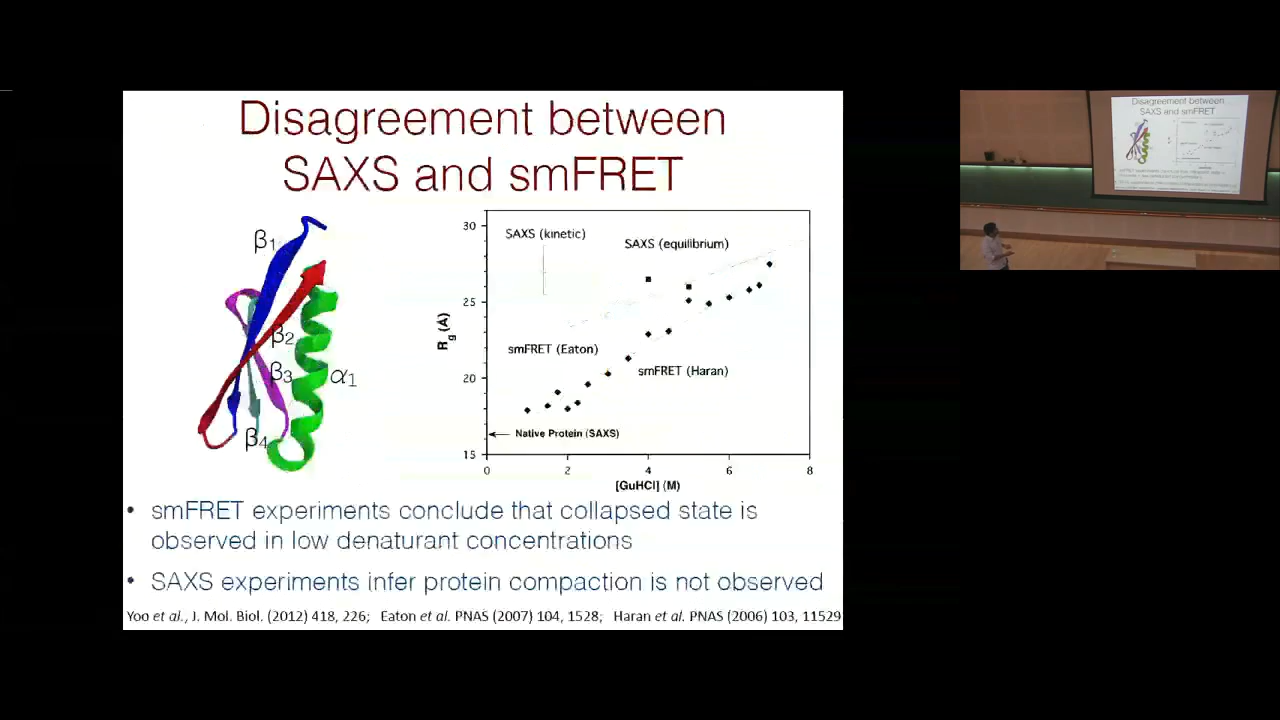 Disagreement between
SAXS and smFRET
β1
β2
β3
α1
β4
30
25
20
15
Rg (Å)
SAXS (kinetic)
SAXS (equilibrium)
smFRET (Eaton)
smFRET (Haran)
Native Protein (SAXS)
0 2 4 6 8
[GuHCl] (M)
• smFRET experiments conclude that collapsed state is
observed in low denaturant concentrations
• SAXS experiments infer protein compaction is not observed
Yoo et al., J. Mol. Biol. (2012) 418, 226; Eaton et al. PNAS (2007) 104, 1528; Haran et al. PNAS (2006) 103, 11529
Disagreement between
SAXS and smFRET